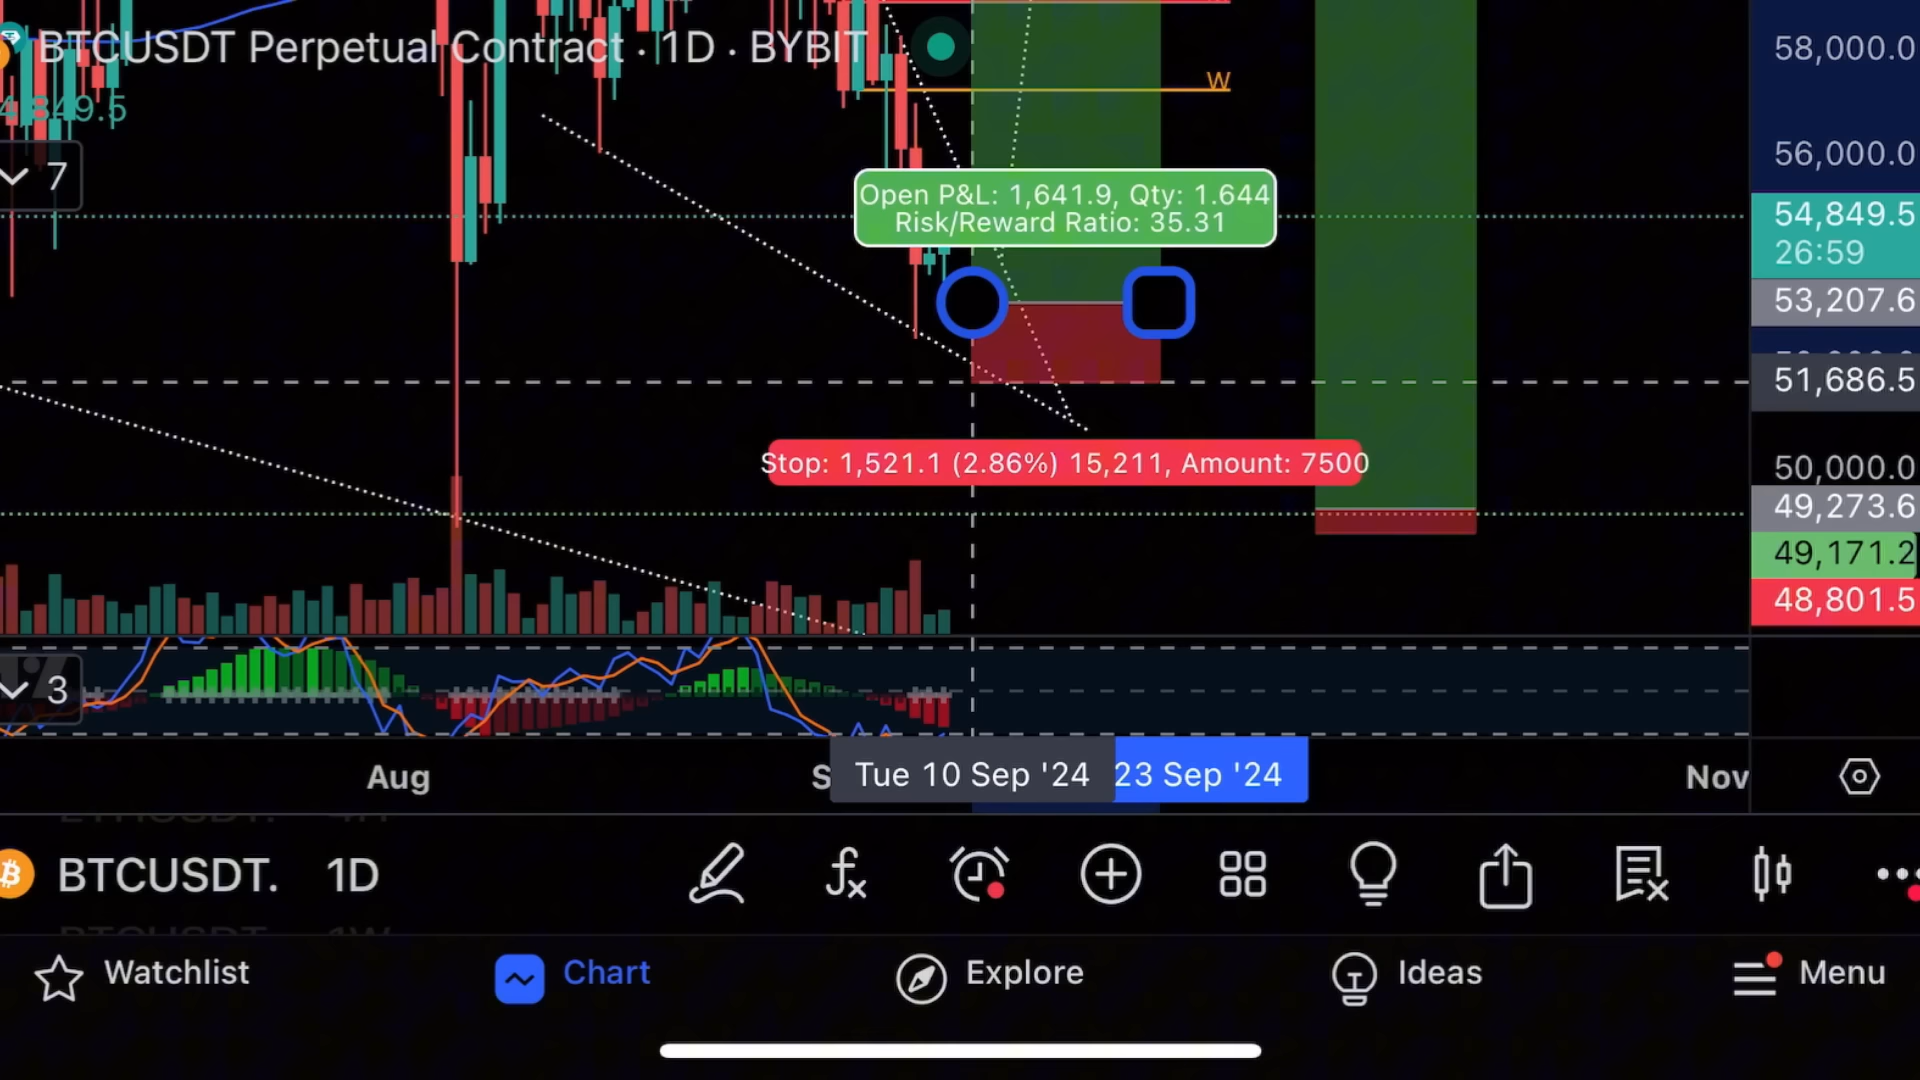 BTCUSDT Perpetual Contract · 1D · BYBIT
4,849.5
7
W
58,000.0
56,000.0
Open P&L: 1,641.9, Qty: 1.644
Risk/Reward Ratio: 35.31
54,849.5
26:59
53,207.6
51,686.5
Stop: 1,521.1 (2.86%) 15,211, Amount: 7500
50,000.0
49,273.6
49,171.2
48,801.5
3
Aug
S
Tue 10 Sep '24
23 Sep '24
Nov
BTCUSDT. 1D
Watchlist
Chart
Explore
Ideas
Menu